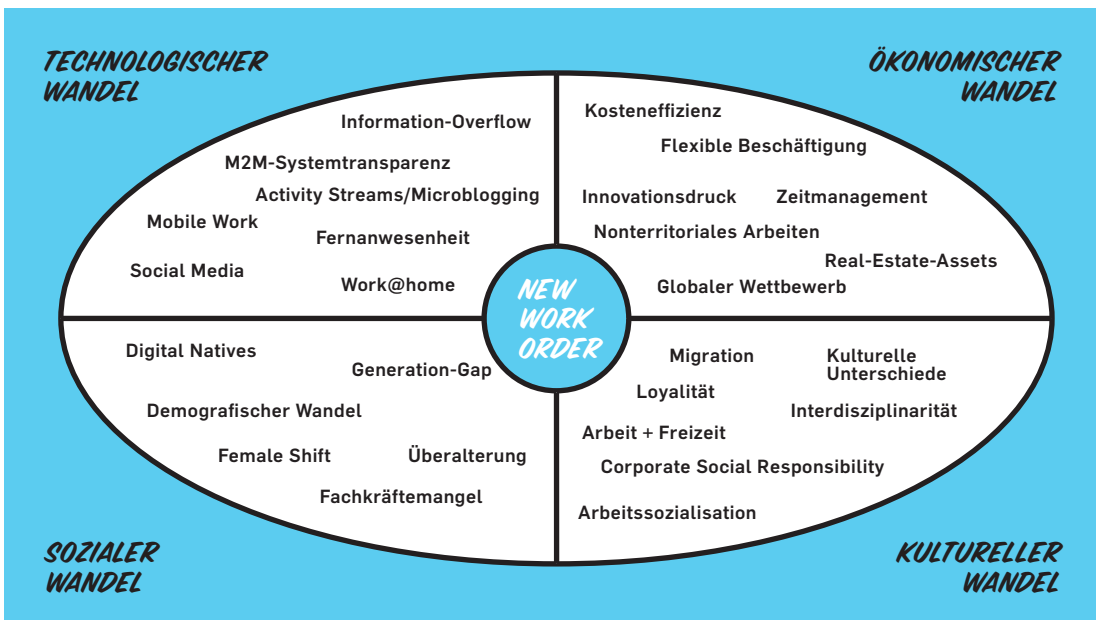 TECHNOLOGISCHER
WANDEL
Information-Overflow
M2M-Systemtransparenz
Activity Streams/Microblogging
Mobile Work
Fernanwesenheit
Social Media
Work@home
ÖKONOMISCHER
WANDEL
Kosteneffizienz
Flexible Beschäftigung
Innovationsdruck
Zeitmanagement
Nonterritoriales Arbeiten
Real-Estate-Assets
Globaler Wettbewerb
NEW
WORK
ORDER
Digital Natives
Generation-Gap
Demografischer Wandel
Female Shift
Überalterung
Fachkräftemangel
SOZIALER
WANDEL
Migration
Kulturelle
Unterschiede
Loyalität
Interdisziplinarität
Arbeit + Freizeit
Corporate Social Responsibility
Arbeitssozialisation
KULTURELLER
WANDEL